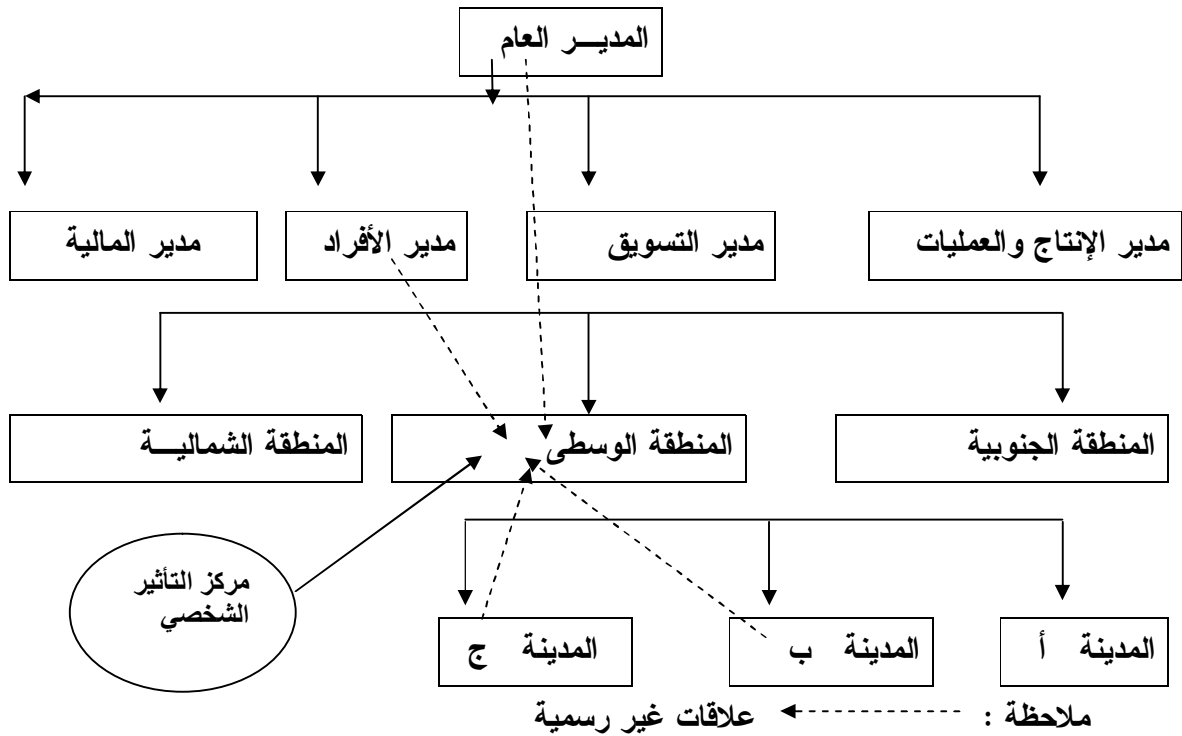 المديـــر العام
مدير الإنتاج والعمليات
مدير التسويق
مدير الأفراد
مدير المالية
المنطقة الجنوبية
المنطقة الوسطى
المنطقة الشماليـــة
مركز التأثير
الشخصي
المدينة أ
المدينة ب
المدينة ج
ملاحظة : علاقات غير رسمية